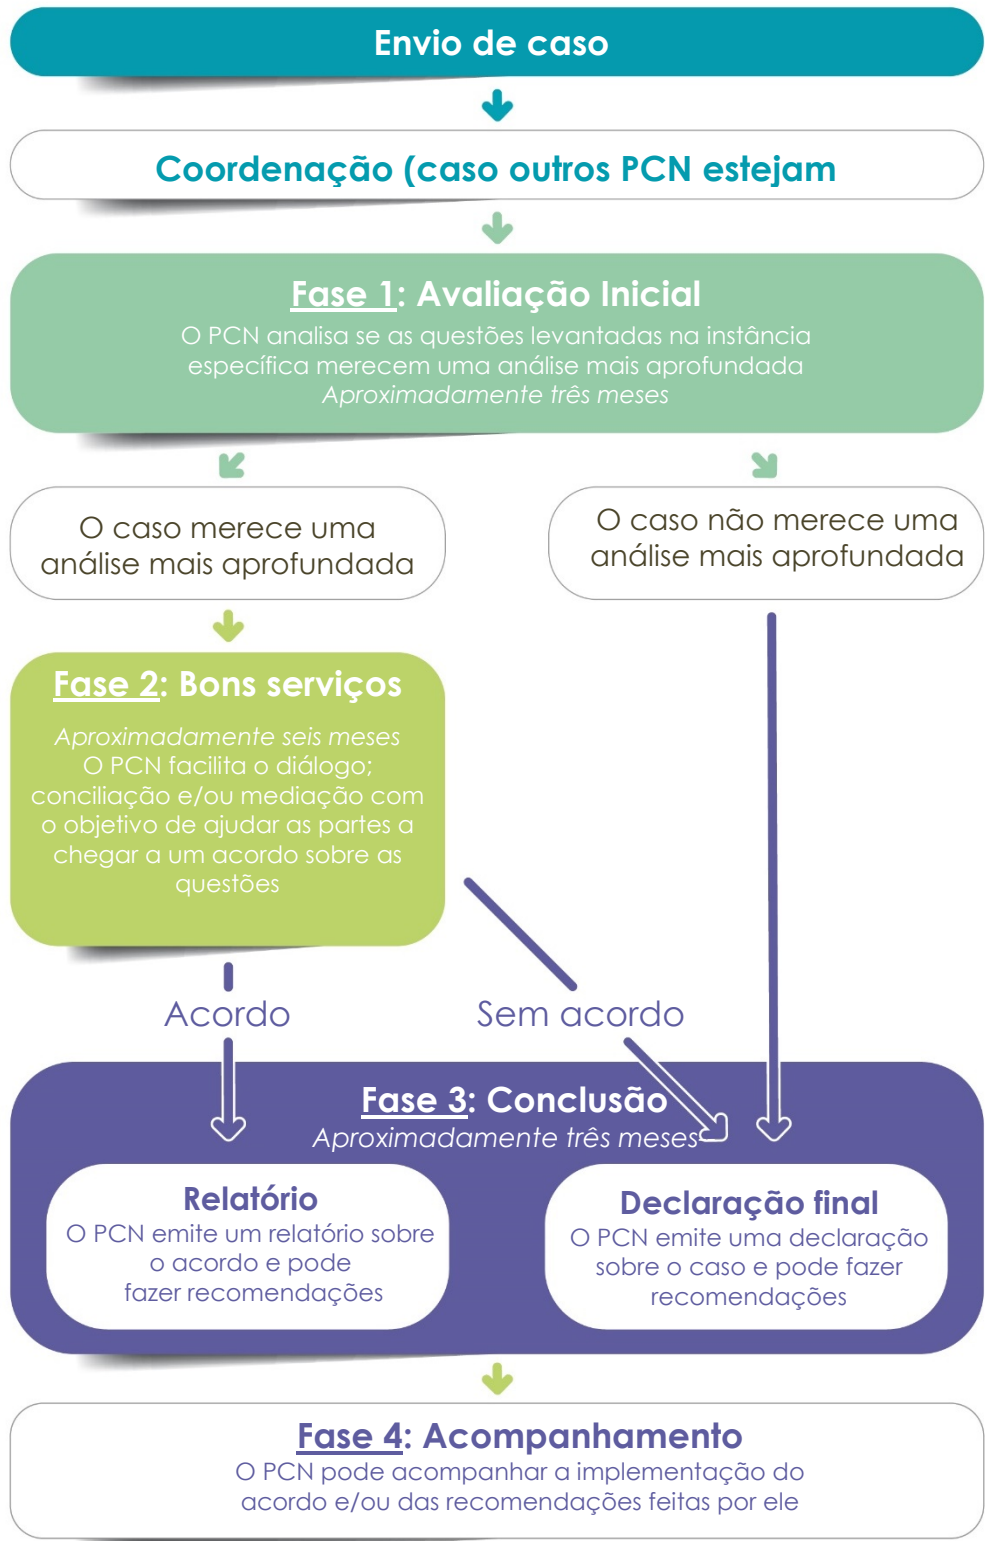 Envio de caso
Coordenação (caso outros PCN estejam
Fase 1: Avaliação Inicial
O PCN analisa se as questões levantadas na instância
específica merecem uma análise mais aprofundada
Aproximadamente três meses
O caso merece uma
análise mais aprofundada
O caso não merece uma
análise mais aprofundada
Fase 2: Bons serviços
Aproximadamente seis meses
O PCN facilita o diálogo;
conciliação e/ou mediação com
o objetivo de ajudar as partes a
chegar a um acordo sobre as
questões
Acordo
Sem acordo
Fase 3: Conclusão
Aproximadamente três meses
Relatório
O PCN emite um relatório sobre
o acordo e pode
fazer recomendações
Declaração final
O PCN emite uma declaração
sobre o caso e pode fazer
recomendações
Fase 4: Acompanhamento
O PCN pode acompanhar a implementação do
acordo e/ou das recomendações feitas por ele